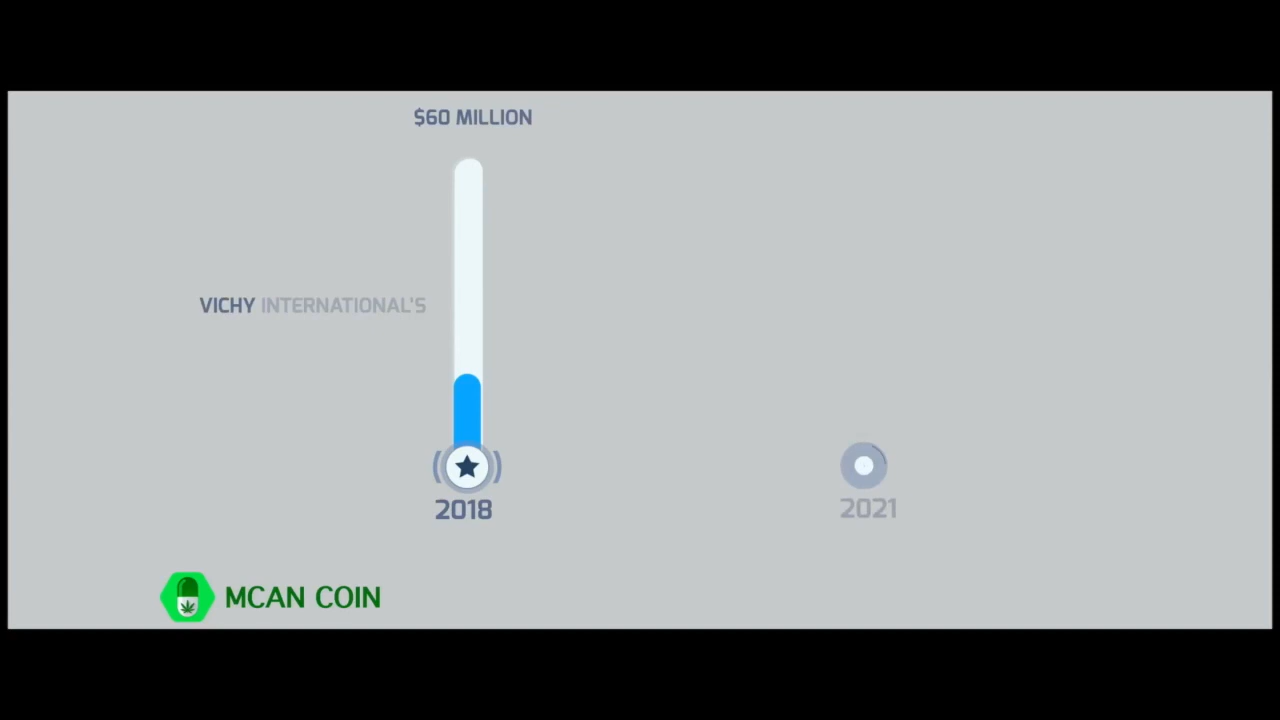 $60 MILLION
VICHY INTERNATIONAL'S
2018
2021
MCAN COIN